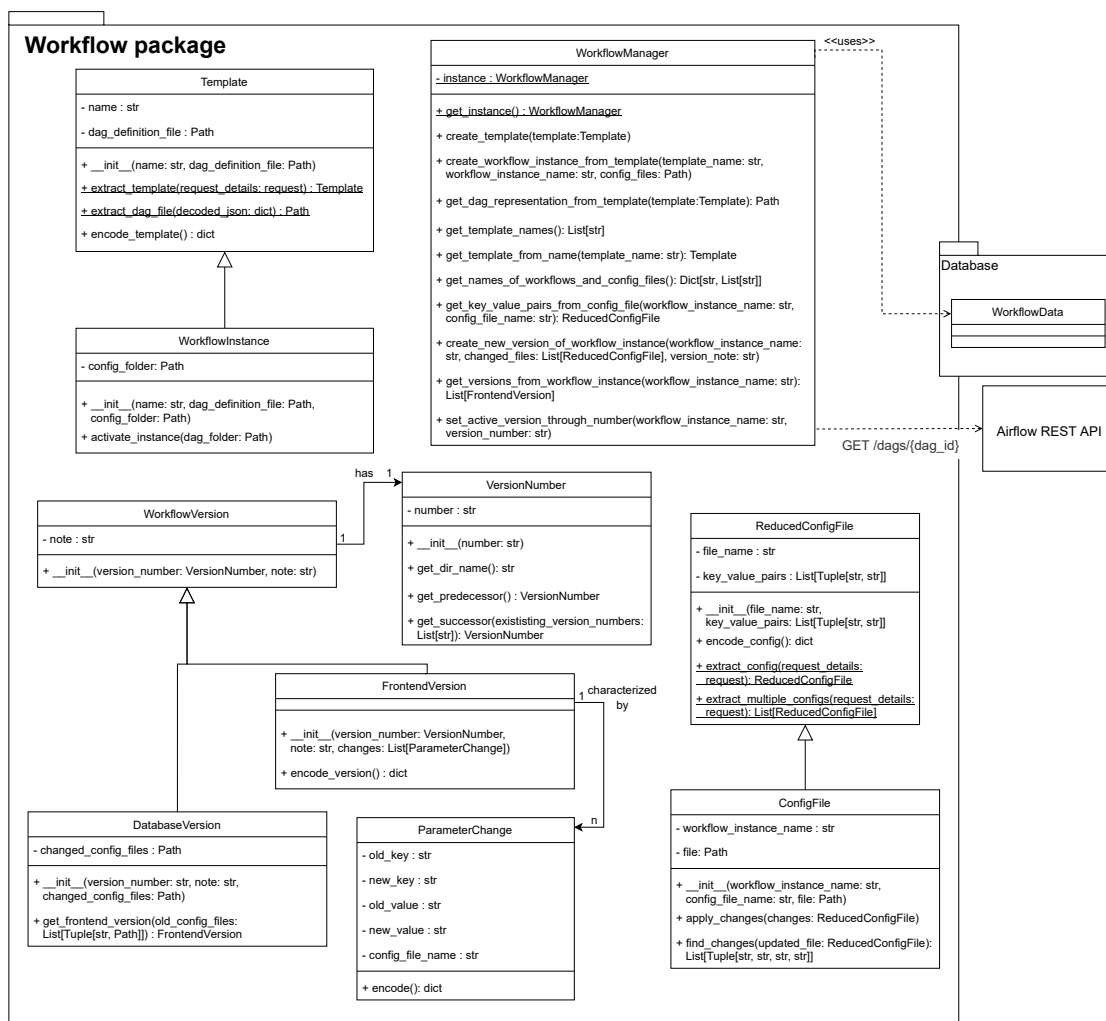 Workflow package
Template
- name : str
- dag_definition_file : Path
+ __init__(name: str, dag_definition_file: Path)
+ extract_template(request_details: request) : Template
+ extract_dag_file(decoded_json: dict) : Path
+ encode_template() : dict
WorkflowInstance
- config_folder: Path
+ __init__(name: str, dag_definition_file: Path,
config_folder: Path)
+ activate_instance(dag_folder: Path)
WorkflowManager
- instance : WorkflowManager
+ get_instance() : WorkflowManager
+ create_template(template:Template)
+ create_workflow_instance_from_template(template_name: str,
workflow_instance_name: str, config_files: Path)
+ get_dag_representation_from_template(template:Template): Path
+ get_template_names(): List[str]
+ get_template_from_name(template_name: str): Template
+ get_names_of_workflows_and_config_files(): Dict[str, List[str]]
+ get_key_value_pairs_from_config_file(workflow_instance_name: str,
config_file_name: str): ReducedConfigFile
+ create_new_version_of_workflow_instance(workflow_instance_name:
str, changed_files: List[ReducedConfigFile], version_note: str)
+ get_versions_from_workflow_instance(workflow_instance_name: str):
List[FrontendVersion]
+ set_active_version_through_number(workflow_instance_name: str,
version_number: str)
<<uses>>
Database
WorkflowData
Airflow REST API
GET /dags/{dag_id}
WorkflowVersion
- note : str
+ __init__(version_number: VersionNumber, note: str)
has
1
1
VersionNumber
- number : str
+ __init__(number: str)
+ get_dir_name(): str
+ get_predecessor() : VersionNumber
+ get_successor(exististing_version_numbers:
List[str]): VersionNumber
ReducedConfigFile
- file_name : str
- key_value_pairs : List[Tuple[str, str]]
+ __init__(file_name: str,
key_value_pairs: List[Tuple[str, str]]
+ encode_config(): dict
+ extract_config(request_details:
request): ReducedConfigFile
+ extract_multiple_configs(request_details:
request): List[ReducedConfigFile]
FrontendVersion
+ __init__(version_number: VersionNumber,
note: str, changes: List[ParameterChange])
+ encode_version() : dict
1
characterized
by
n
DatabaseVersion
- changed_config_files : Path
+ __init__(version_number: str, note: str,
changed_config_files: Path)
+ get_frontend_version(old_config_files:
List[Tuple[str, Path]]) : FrontendVersion
ParameterChange
- old_key : str
- new_key : str
- old_value : str
- new_value : str
- config_file_name : str
+ encode(): dict
ConfigFile
- workflow_instance_name : str
- file: Path
+ __init__(workflow_instance_name: str,
config_file_name: str, file: Path)
+ apply_changes(changes: ReducedConfigFile)
+ find_changes(updated_file: ReducedConfigFile):
List[Tuple[str, str, str, str]]